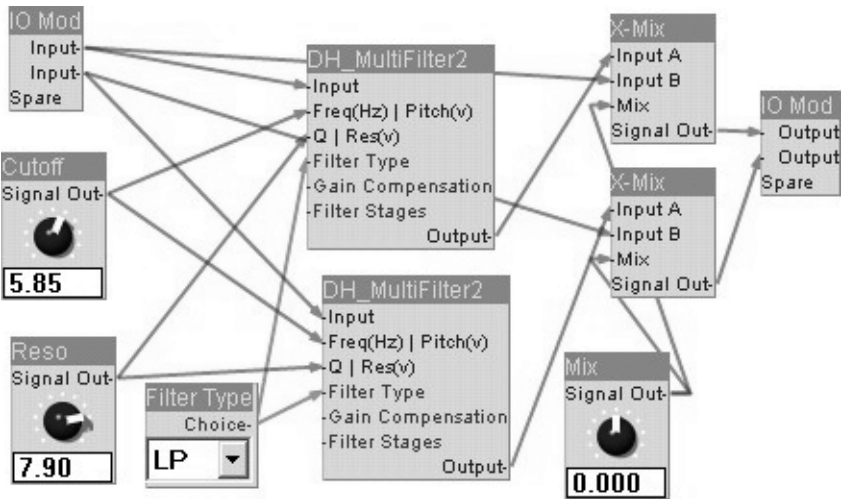 IO Mod
Input
Input
Spare
Cutoff
Signal Out
5.85
Reso
Signal Out
7.90
Filter Type
Choice
LP
DH_MultiFilter2
Input
Freq(Hz) | Pitch(v)
Q | Res(v)
Filter Type
Gain Compensation
Filter Stages
Output
DH_MultiFilter2
Input
Freq(Hz) | Pitch(v)
Q | Res(v)
Filter Type
Gain Compensation
Filter Stages
Output
X-Mix
Input A
Input B
Mix
Signal Out
X-Mix
Input A
Input B
Mix
Signal Out
Mix
Signal Out
0.000
IO Mod
Output
Output
Spare